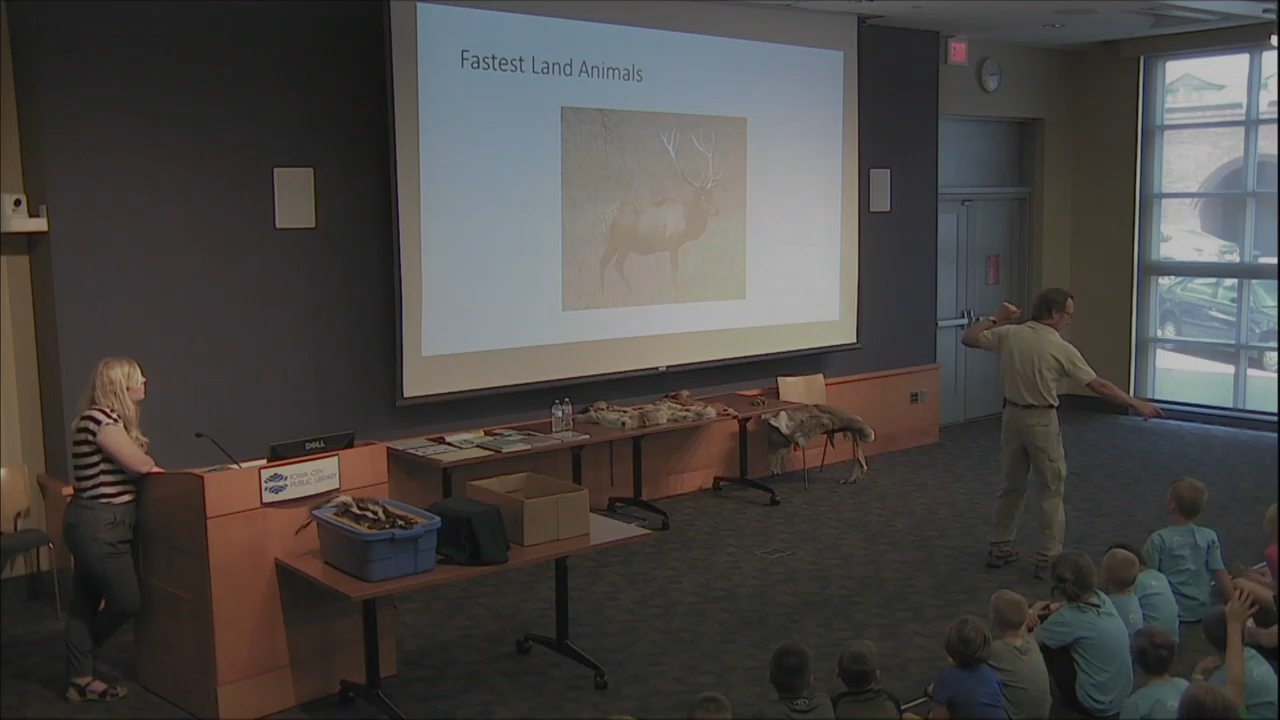 Fastest Land Animals
EXIT
DELL
IOWA CITY
PUBLIC LIBRARY